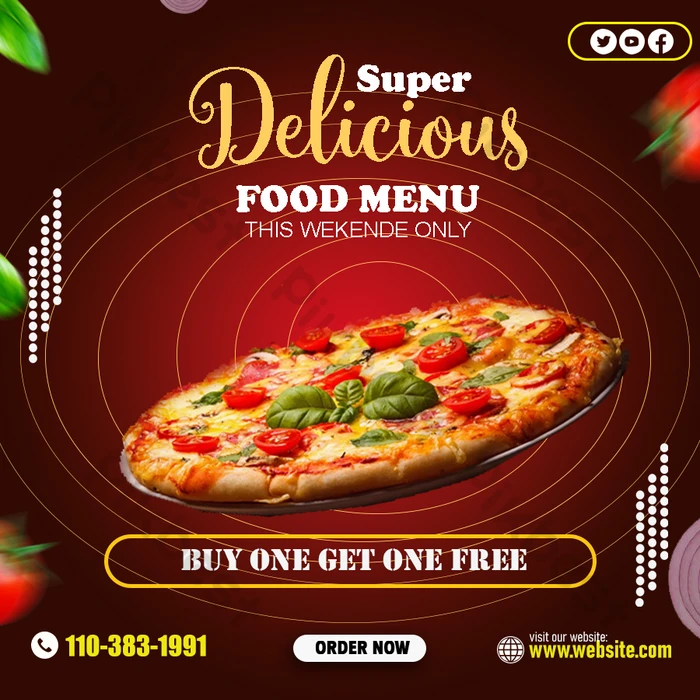 Super
Delicious
FOOD MENU
THIS WEKENDE ONLY
BUY ONE GET ONE FREE
110-383-1991
ORDER NOW
visit our website:
www.website.com